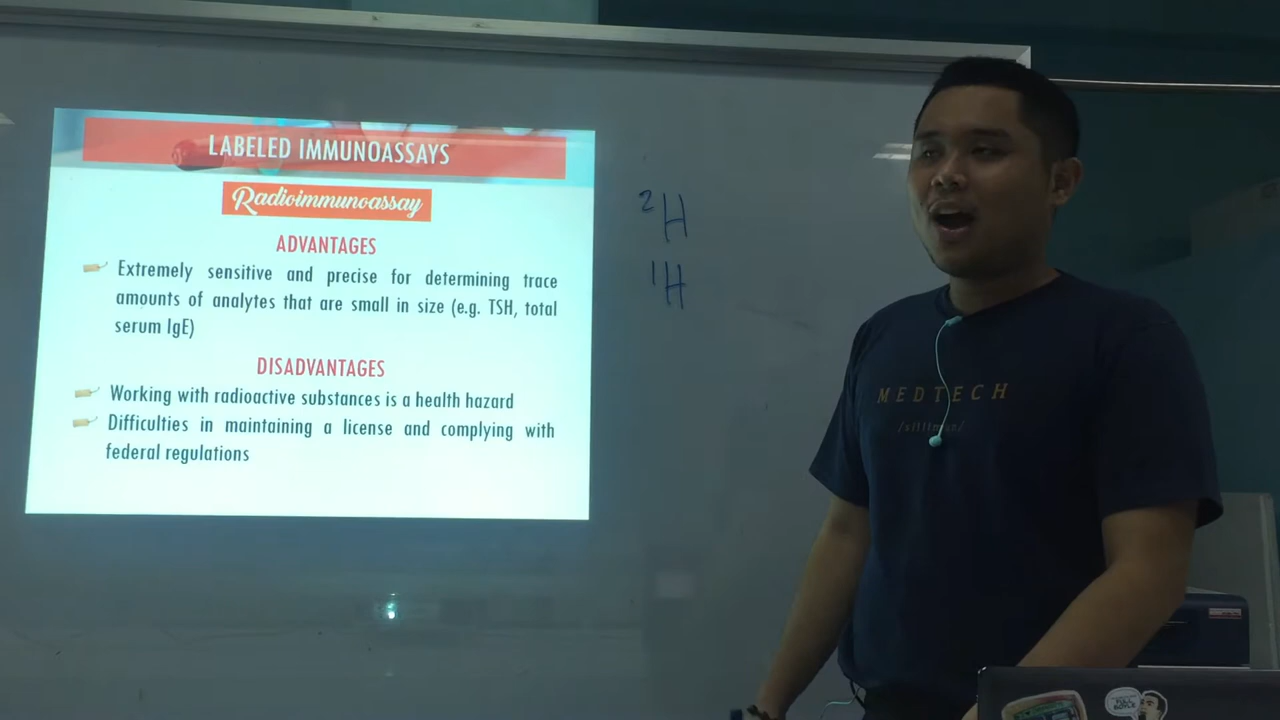 LABELED IMMUNOASSAYS
Radioimmunoassay
ADVANTAGES
Extremely sensitive and precise for determining trace
amounts of analytes that are small in size (e.g. TSH, total
serum IgE)
DISADVANTAGES
Working with radioactive substances is a health hazard
Difficulties in maintaining a license and complying with
federal regulations
²H
¹H
MEDTECH
/silliman/